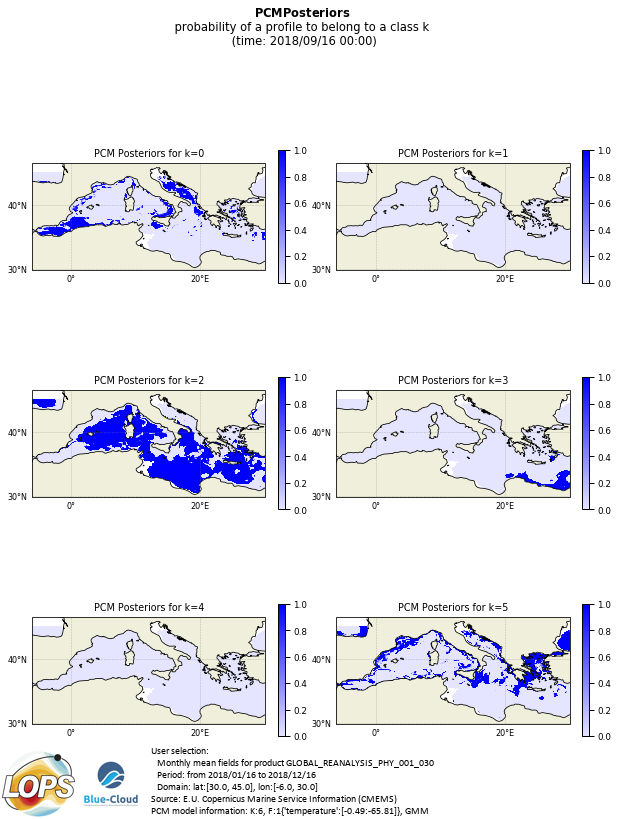 PCMPosteriors
probability of a profile to belong to a class k
(time: 2018/09/16 00:00)
PCM Posteriors for k=0
40°N
30°N
0°
20°E
1.0
0.8
0.6
0.4
0.2
0.0
PCM Posteriors for k=1
40°N
30°N
0°
20°E
1.0
0.8
0.6
0.4
0.2
0.0
PCM Posteriors for k=2
40°N
30°N
0°
20°E
1.0
0.8
0.6
0.4
0.2
0.0
PCM Posteriors for k=3
40°N
30°N
0°
20°E
1.0
0.8
0.6
0.4
0.2
0.0
PCM Posteriors for k=4
40°N
30°N
0°
20°E
1.0
0.8
0.6
0.4
0.2
0.0
PCM Posteriors for k=5
40°N
30°N
0°
20°E
1.0
0.8
0.6
0.4
0.2
0.0
LOPS
Blue-Cloud
User selection:
Monthly mean fields for product GLOBAL_REANALYSIS_PHY_001_030
Period: from 2018/01/16 to 2018/12/16
Domain: lat:[30.0, 45.0], lon:[-6.0, 30.0]
Source: E.U. Copernicus Marine Service Information (CMEMS)
PCM model information: K:6, F:1{'temperature':[-0.49:-65.81]}, GMM